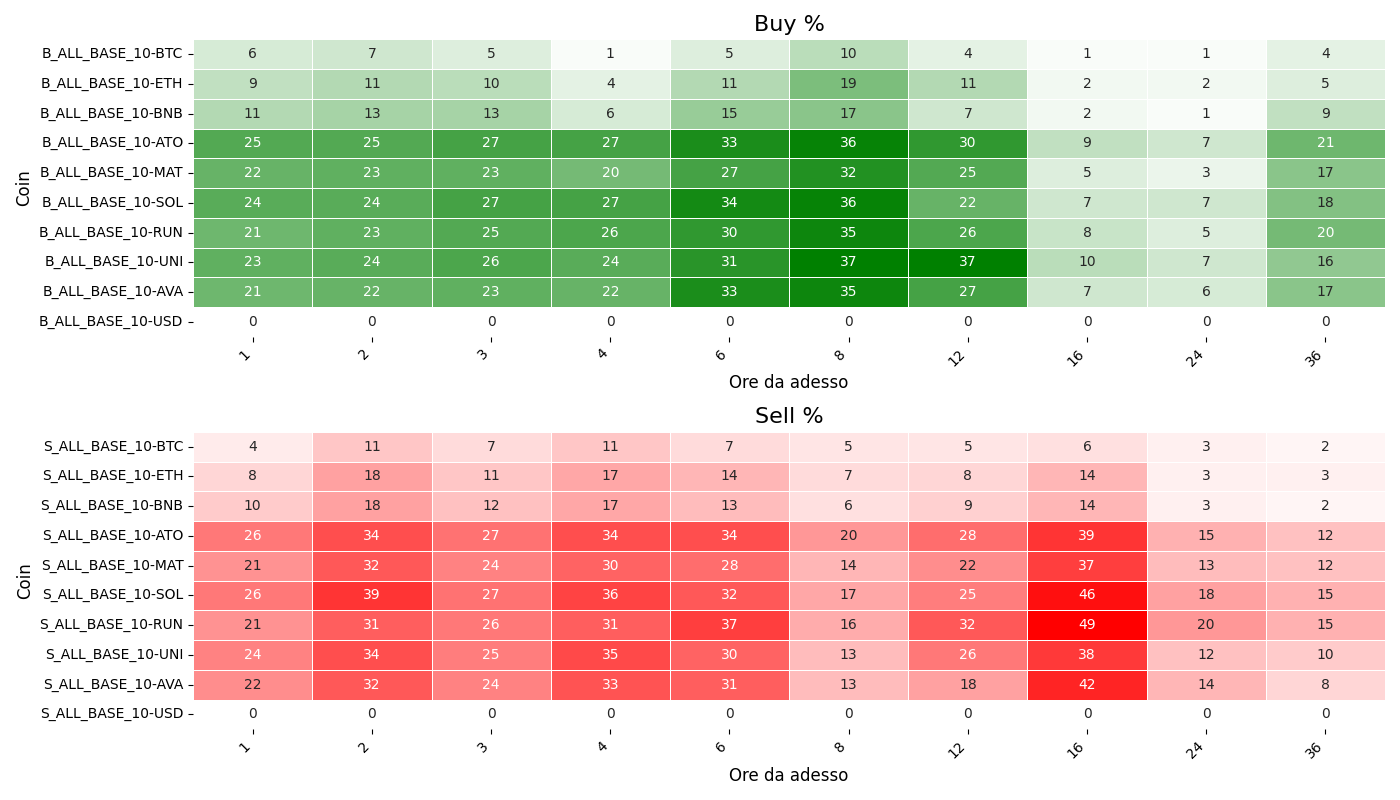 Buy %
Coin
B_ALL_BASE_10-BTC 6 7 5 1 5 10 4 1 1 4
B_ALL_BASE_10-ETH 9 11 10 4 11 19 11 2 2 5
B_ALL_BASE_10-BNB 11 13 13 6 15 17 7 2 1 9
B_ALL_BASE_10-ATO 25 25 27 27 33 36 30 9 7 21
B_ALL_BASE_10-MAT 22 23 23 20 27 32 25 5 3 17
B_ALL_BASE_10-SOL 24 24 27 27 34 36 22 7 7 18
B_ALL_BASE_10-RUN 21 23 25 26 30 35 26 8 5 20
B_ALL_BASE_10-UNI 23 24 26 24 31 37 37 10 7 16
B_ALL_BASE_10-AVA 21 22 23 22 33 35 27 7 6 17
B_ALL_BASE_10-USD 0 0 0 0 0 0 0 0 0 0
1 2 3 4 6 8 12 16 24 36
Ore da adesso
Sell %
Coin
S_ALL_BASE_10-BTC 4 11 7 11 7 5 5 6 3 2
S_ALL_BASE_10-ETH 8 18 11 17 14 7 8 14 3 3
S_ALL_BASE_10-BNB 10 18 12 17 13 6 9 14 3 2
S_ALL_BASE_10-ATO 26 34 27 34 34 20 28 39 15 12
S_ALL_BASE_10-MAT 21 32 24 30 28 14 22 37 13 12
S_ALL_BASE_10-SOL 26 39 27 36 32 17 25 46 18 15
S_ALL_BASE_10-RUN 21 31 26 31 37 16 32 49 20 15
S_ALL_BASE_10-UNI 24 34 25 35 30 13 26 38 12 10
S_ALL_BASE_10-AVA 22 32 24 33 31 13 18 42 14 8
S_ALL_BASE_10-USD 0 0 0 0 0 0 0 0 0 0
1 2 3 4 6 8 12 16 24 36
Ore da adesso